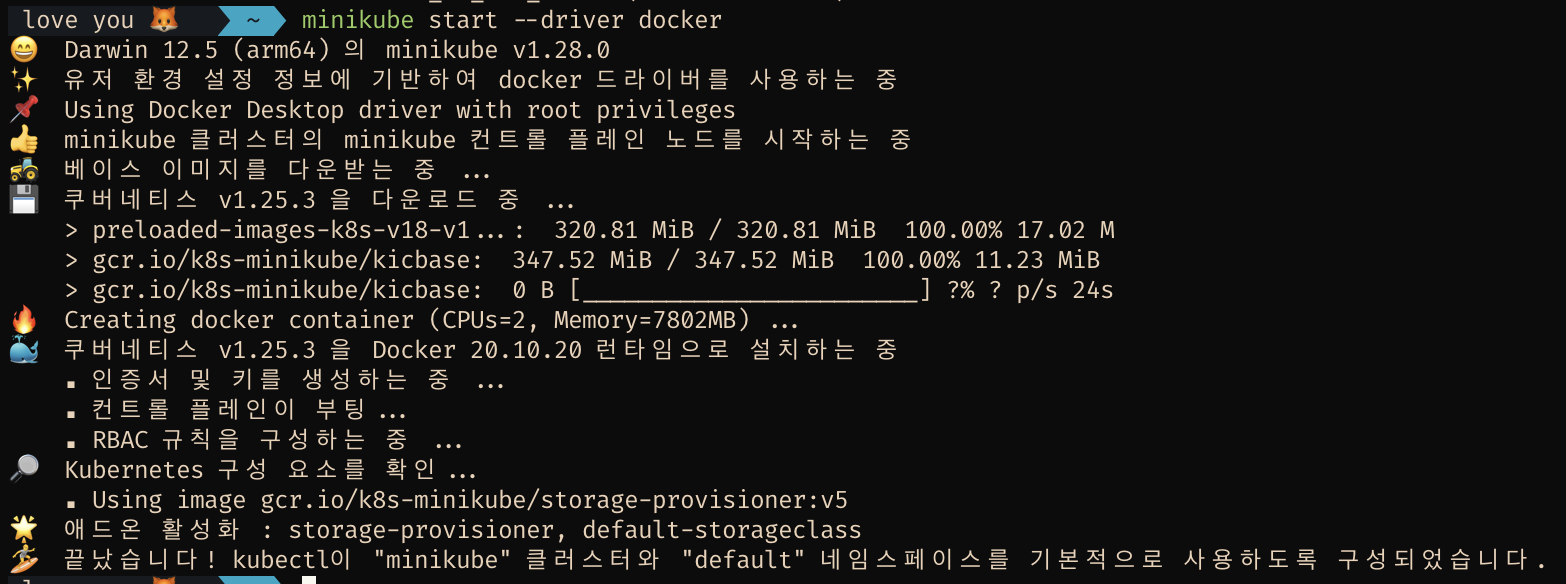 love you 🦊 ~ minikube start --driver docker
😄 Darwin 12.5 (arm64) 의 minikube v1.28.0
✨ 유저 환경 설정 정보에 기반하여 docker 드라이버를 사용하는 중
📌 Using Docker Desktop driver with root privileges
👍 minikube 클러스터의 minikube 컨트롤 플레인 노드를 시작하는 중
🚜 베이스 이미지를 다운받는 중 ...
💾 쿠버네티스 v1.25.3 을 다운로드 중 ...
> preloaded-images-k8s-v18-v1...: 320.81 MiB / 320.81 MiB 100.00% 17.02 M
> gcr.io/k8s-minikube/kicbase: 347.52 MiB / 347.52 MiB 100.00% 11.23 MiB
> gcr.io/k8s-minikube/kicbase: 0 B [________________________] ?% ? p/s 24s
🔥 Creating docker container (CPUs=2, Memory=7802MB) ...
🐳 쿠버네티스 v1.25.3 을 Docker 20.10.20 런타임으로 설치하는 중
▪ 인증서 및 키를 생성하는 중 ...
▪ 컨트롤 플레인이 부팅 ...
▪ RBAC 규칙을 구성하는 중 ...
🔎 Kubernetes 구성 요소를 확인 ...
▪ Using image gcr.io/k8s-minikube/storage-provisioner:v5
🌟 애드온 활성화 : storage-provisioner, default-storageclass
🏄 끝났습니다! kubectl이 "minikube" 클러스터와 "default" 네임스페이스를 기본적으로 사용하도록 구성되었습니다.